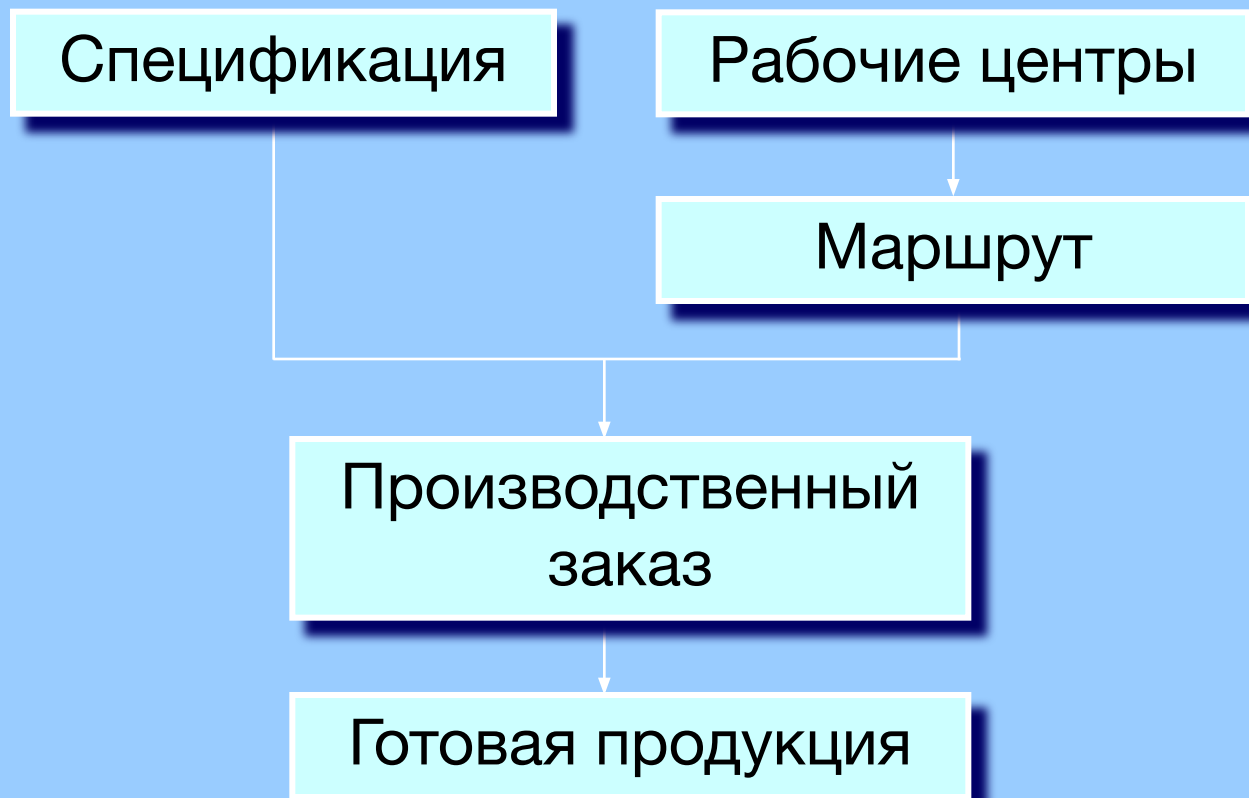 Спецификация
Рабочие центры
Маршрут
Производственный
заказ
Готовая продукция